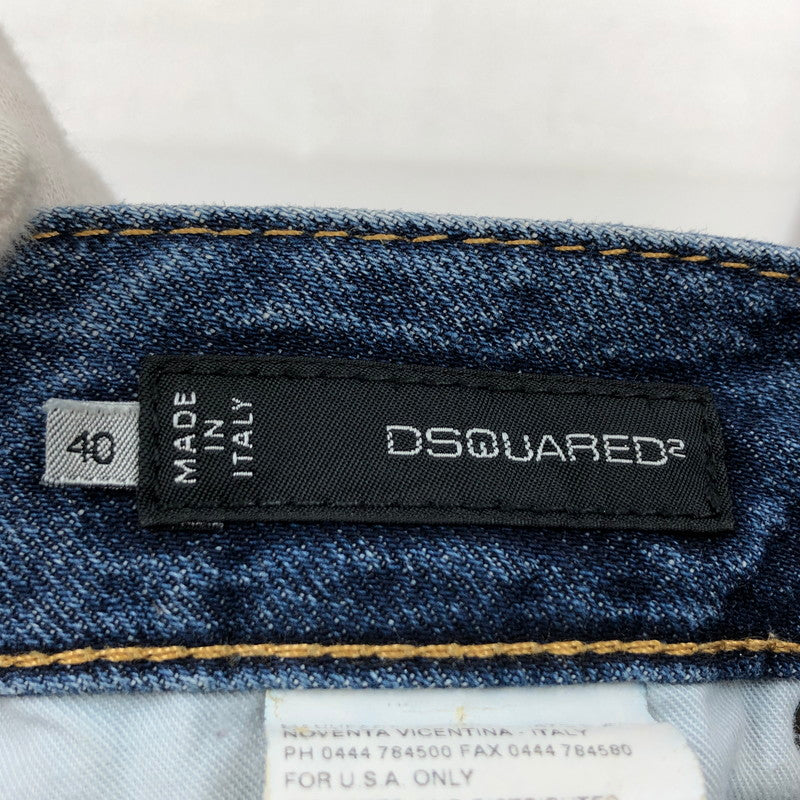 40
MADE
IN
ITALY
DSQUARED2
NOVENTA VICENTINA - ITALY
PH 0444 784500 FAX 0444 784580
FOR U.S.A. ONLY